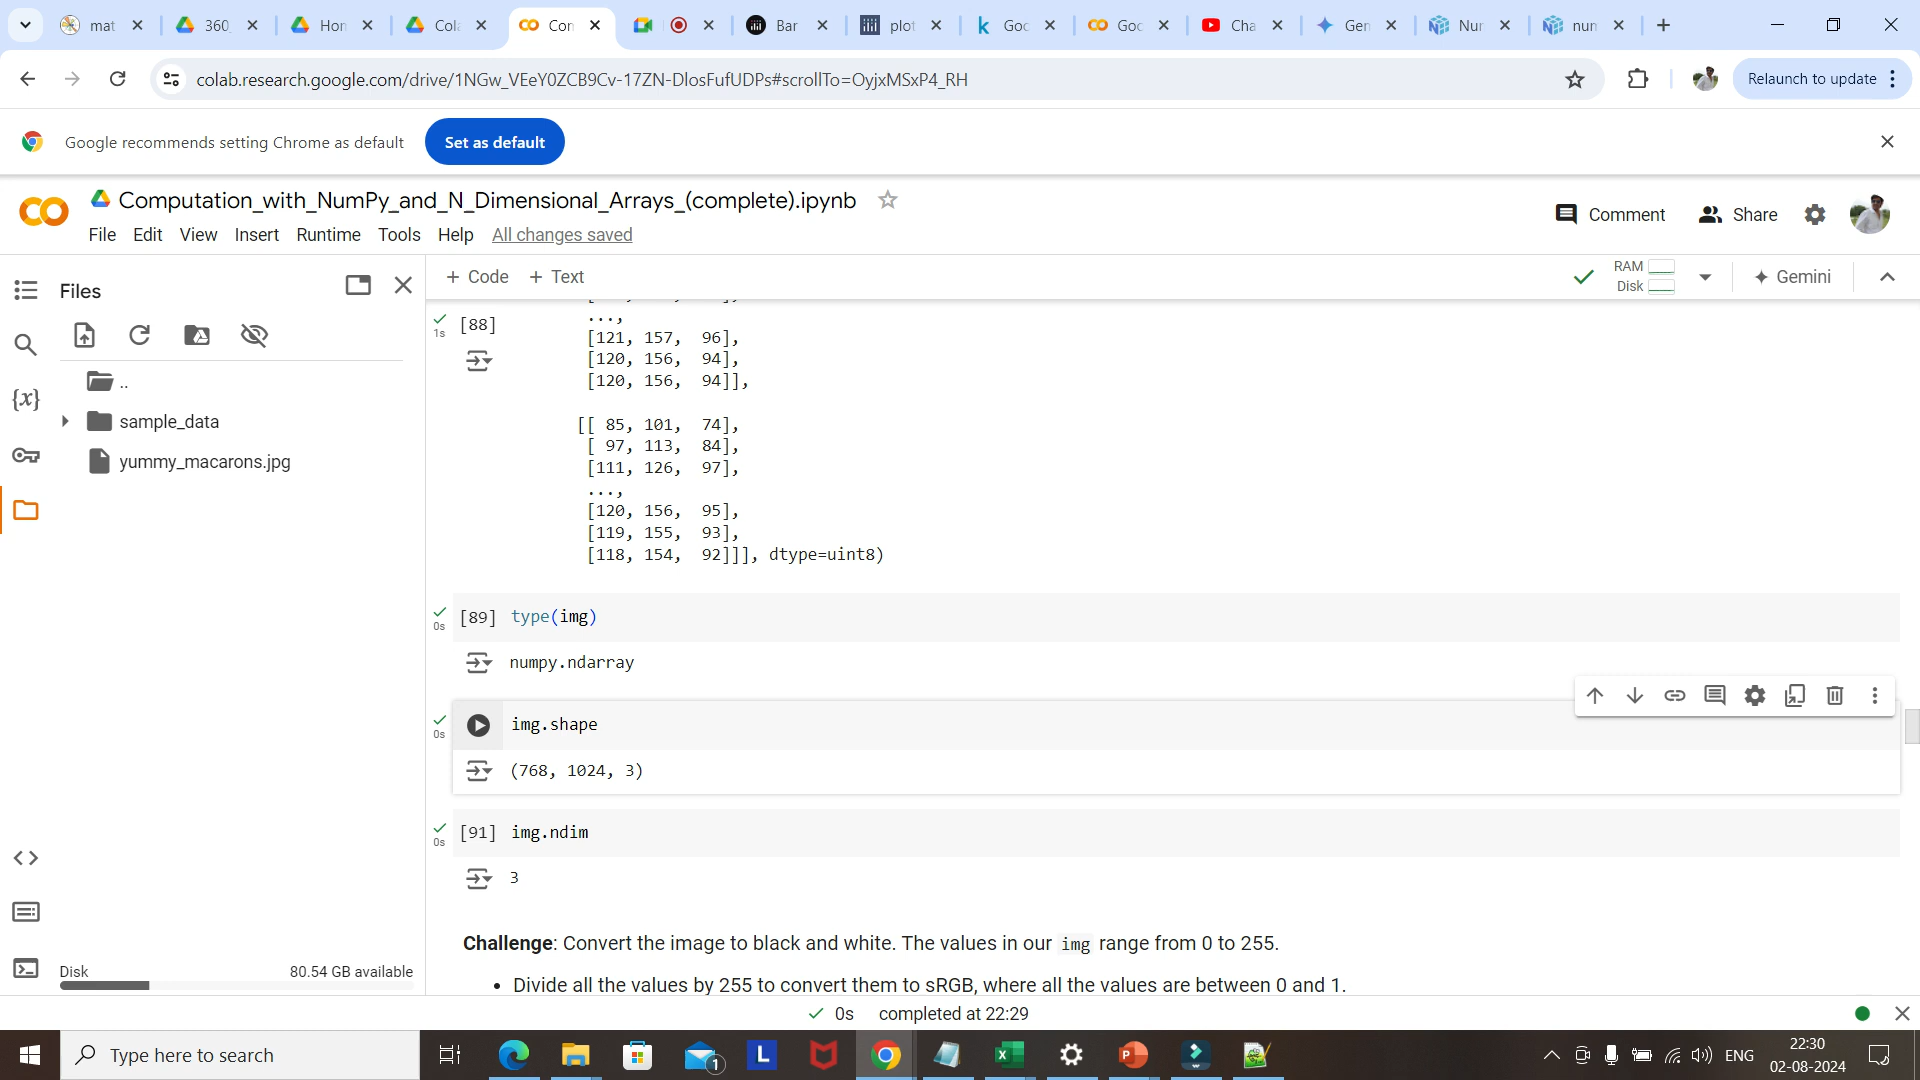 mat
360
Hon
Cola
Con
Bar
plot
Goc
Goc
Cha
Gen
Nur
num
colab.research.google.com/drive/1NGw_VEeY0ZCB9Cv-17ZN-DlosFufUDPs#scrollTo=OyjxMSxP4_RH
Relaunch to update
Google recommends setting Chrome as default
Set as default
Computation_with_NumPy_and_N_Dimensional_Arrays_(complete).ipynb
Comment
Share
File Edit View Insert Runtime Tools Help All changes saved
Files
+ Code + Text
RAM
Disk
Gemini
..
sample_data
yummy_macarons.jpg
Disk 80.54 GB available
1s [88]
...,
[121, 157, 96],
[120, 156, 94],
[120, 156, 94]],
[[ 85, 101, 74],
[ 97, 113, 84],
[111, 126, 97],
...,
[120, 156, 95],
[119, 155, 93],
[118, 154, 92]]], dtype=uint8)
0s [89] type(img)
numpy.ndarray
0s img.shape
(768, 1024, 3)
0s [91] img.ndim
3
Challenge: Convert the image to black and white. The values in our img range from 0 to 255.
• Divide all the values by 255 to convert them to sRGB, where all the values are between 0 and 1.
0s completed at 22:29
Type here to search
1
L
ENG
22:30
02-08-2024